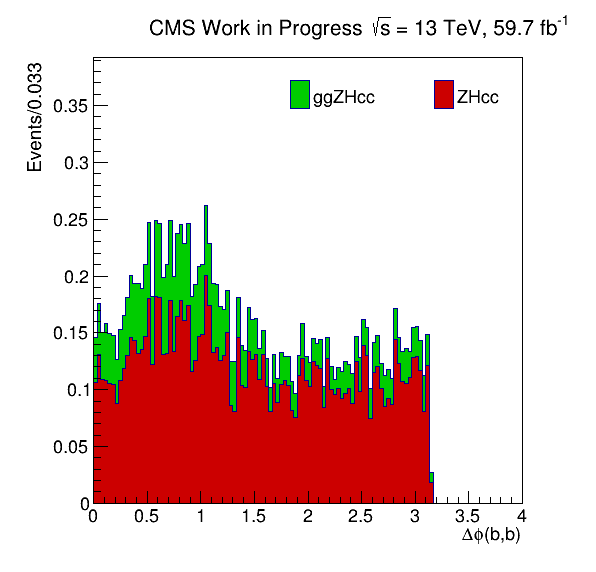 CMS Work in Progress √s = 13 TeV, 59.7 fb⁻¹
Events/0.033
ggZHcc ZHcc
0.35
0.3
0.25
0.2
0.15
0.1
0.05
0
0 0.5 1 1.5 2 2.5 3 3.5 4
Δϕ(b,b)